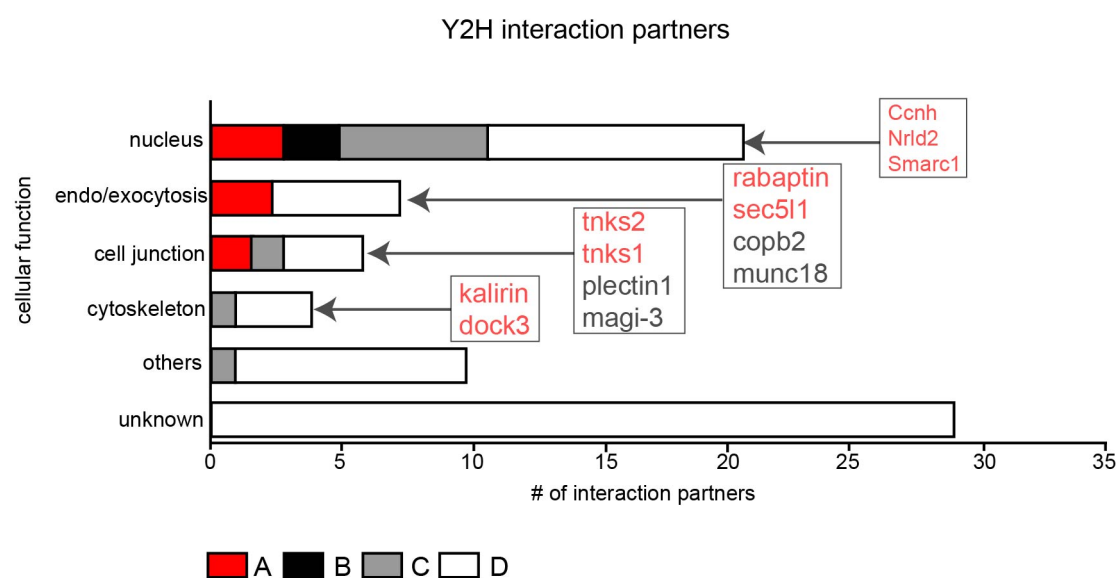 Y2H interaction partners
cellular function
nucleus
endo/exocytosis
cell junction
cytoskeleton
others
unknown
Ccnh
Nrld2
Smarc1
rabaptin
sec5l1
copb2
munc18
tnks2
tnks1
plectin1
magi-3
kalirin
dock3
0 5 10 15 20 25 30 35
# of interaction partners
A B C D